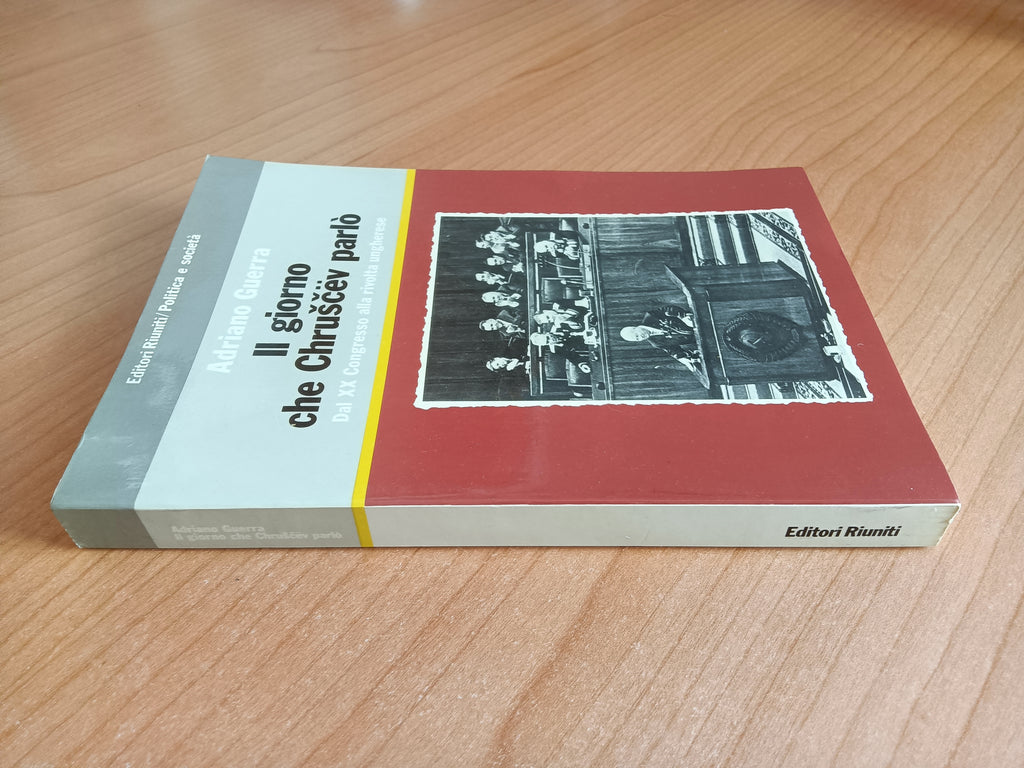 Editori Riuniti/Politica e società
Adriano Guerra
Il giorno
che Chruščëv parlò
Dal XX Congresso alla rivolta ungherese
Adriano Guerra
Il giorno che Chruščëv parlò
Editori Riuniti